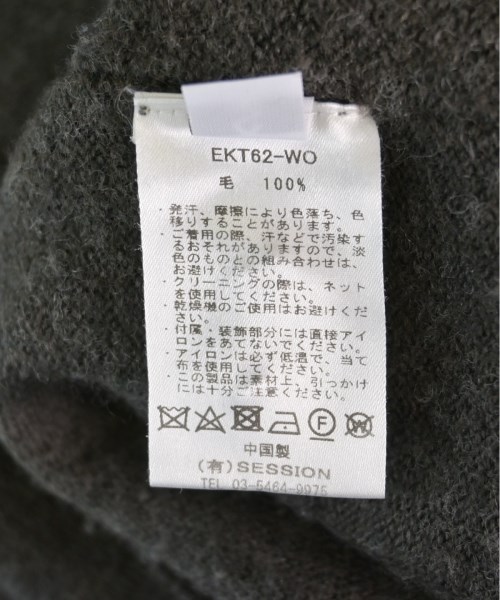 EKT62-WO
毛 100%
・発汗、摩擦により色落ち、色
移りすることがあります。
・ご着用の際、汗などで汚染す
るおそれがありますので、淡
色のものとの組み合わせは、
お避けください。
・クリーニングの際は、ネット
を使用してください。
・乾燥機のご使用はお避けくだ
さい。
・付属・装飾部分には直接アイ
ロンをあてないでください。
・アイロンは必ず低温で、当て
布を使用してください。
・この製品は素材上、引っかけ
には十分ご注意ください。
F W
中国製
(有)SESSION
TEL 03-5464-9975